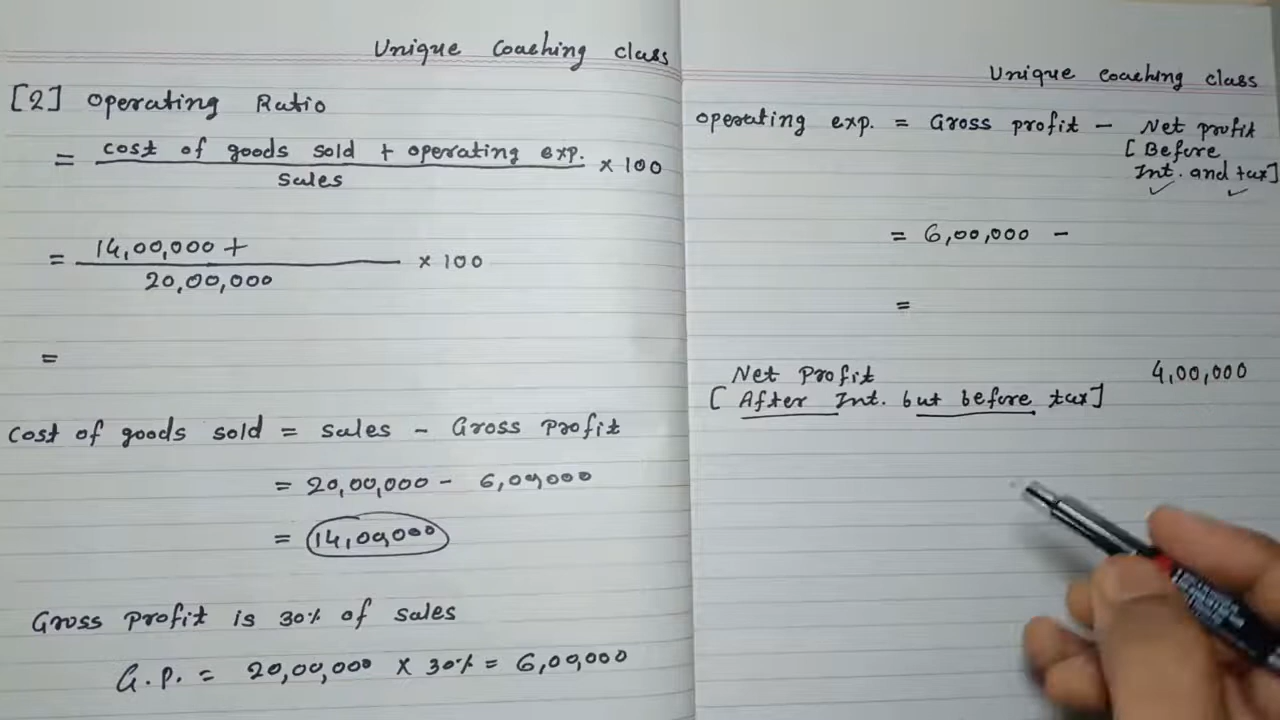 Unique Coaching class
[2] Operating Ratio
= cost of goods sold + operating exp. × 100
sales
= 14,00,000 + × 100
20,00,000
=
Cost of goods sold = sales - Gross Profit
= 20,00,000 - 6,00,000
= 14,00,000
Gross Profit is 30% of sales
G.P. = 20,00,000 × 30% = 6,00,000
Unique coaching class
operating exp. = Gross profit - Net profit
[Before
Int. and tax]
= 6,00,000 -
=
Net Profit 4,00,000
[After Int. but before tax]